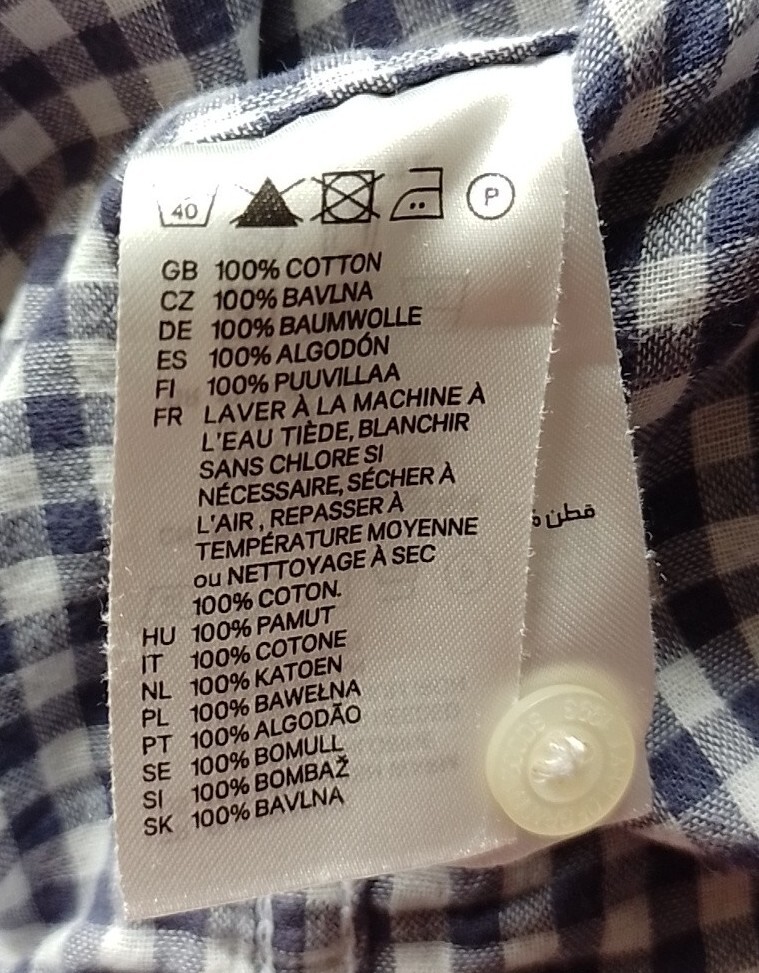 40 P
GB 100% COTTON
CZ 100% BAVLNA
DE 100% BAUMWOLLE
ES 100% ALGODÓN
FI 100% PUUVILLAA
FR LAVER À LA MACHINE À
L'EAU TIÈDE, BLANCHIR
SANS CHLORE SI
NÉCESSAIRE, SÉCHER À
L'AIR , REPASSER À
TEMPÉRATURE MOYENNE
ou NETTOYAGE À SEC
100% COTON.
HU 100% PAMUT
IT 100% COTONE
NL 100% KATOEN
PL 100% BAWEŁNA
PT 100% ALGODÃO
SE 100% BOMULL
SI 100% BOMBAŽ
SK 100% BAVLNA
قطن